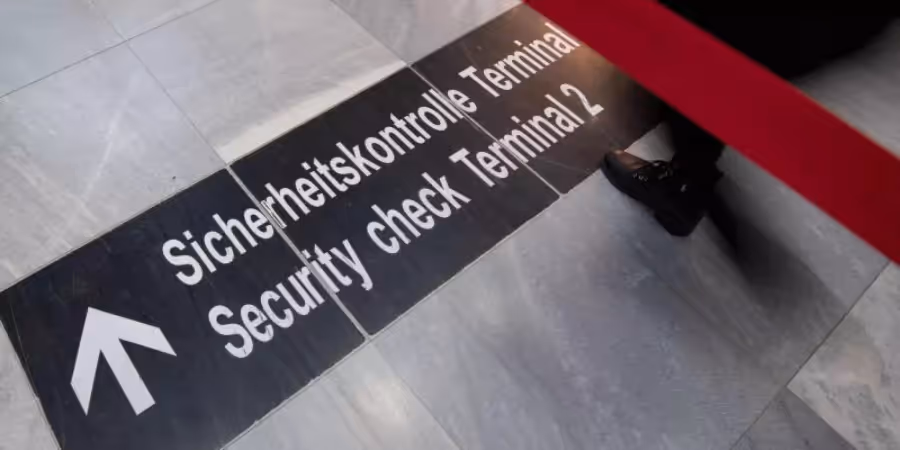 Sicherheitskontrolle Terminal
Security check Terminal 2